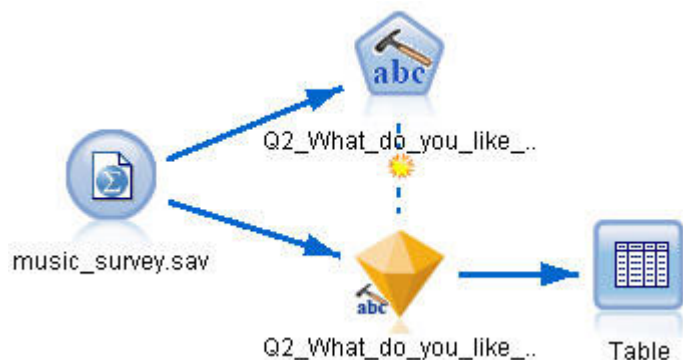 abc
Q2_What_do_you_like_..
Σ
music_survey.sav
abc
Q2_What_do_you_like_..
Table